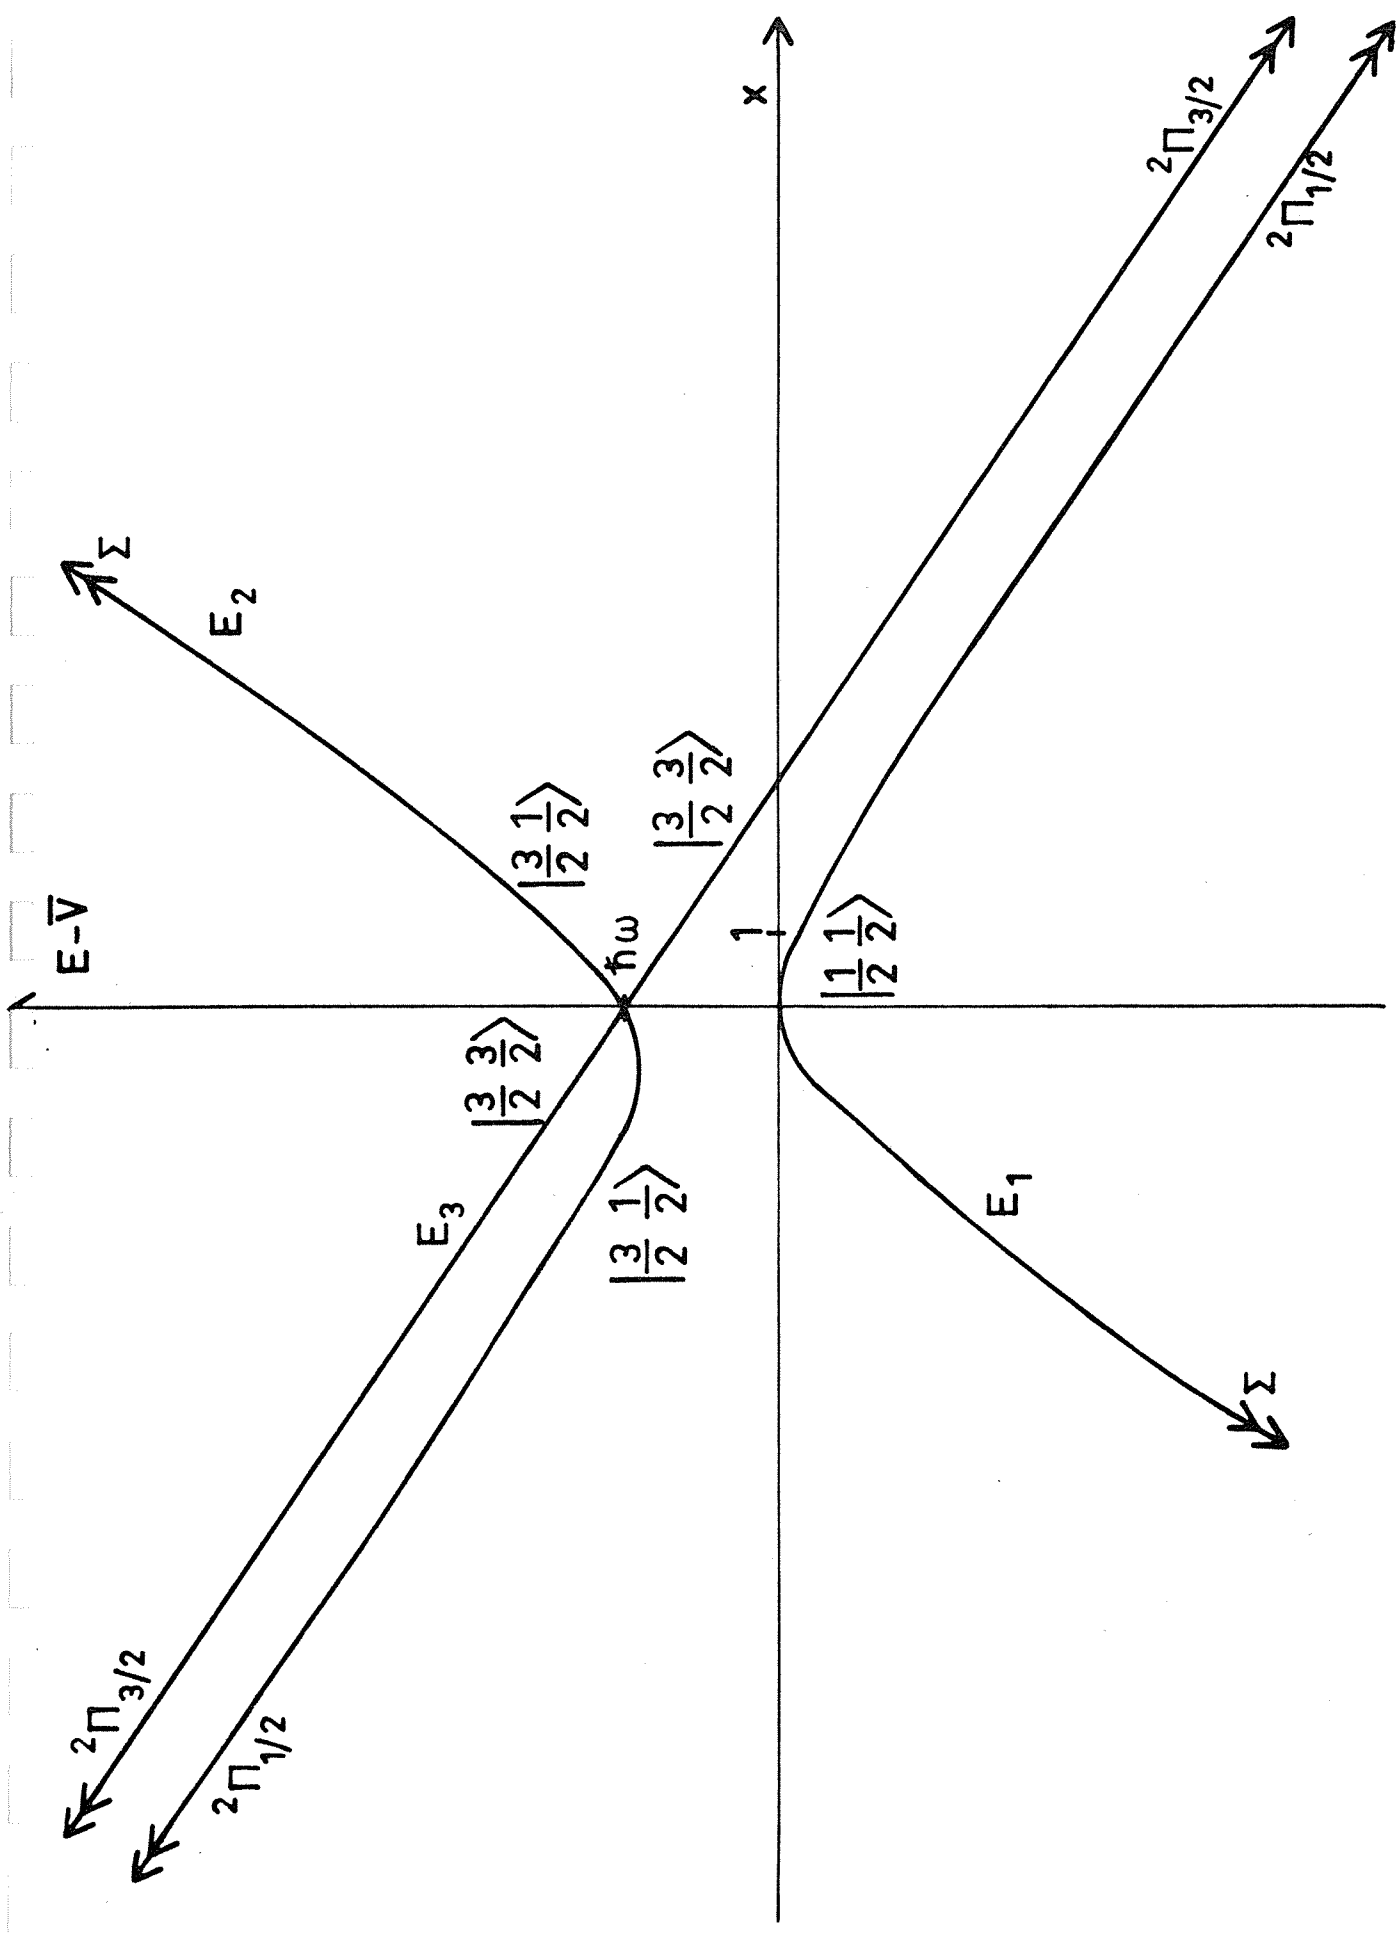 E-V̅
²Π₃/₂
²Π₁/₂
E₃
|3/2 3/2⟩
|3/2 1/2⟩
ħω
|3/2 1/2⟩
E₂
Σ
|3/2 3/2⟩
1
|1/2 1/2⟩
x
E₁
Σ
²Π₃/₂
²Π₁/₂